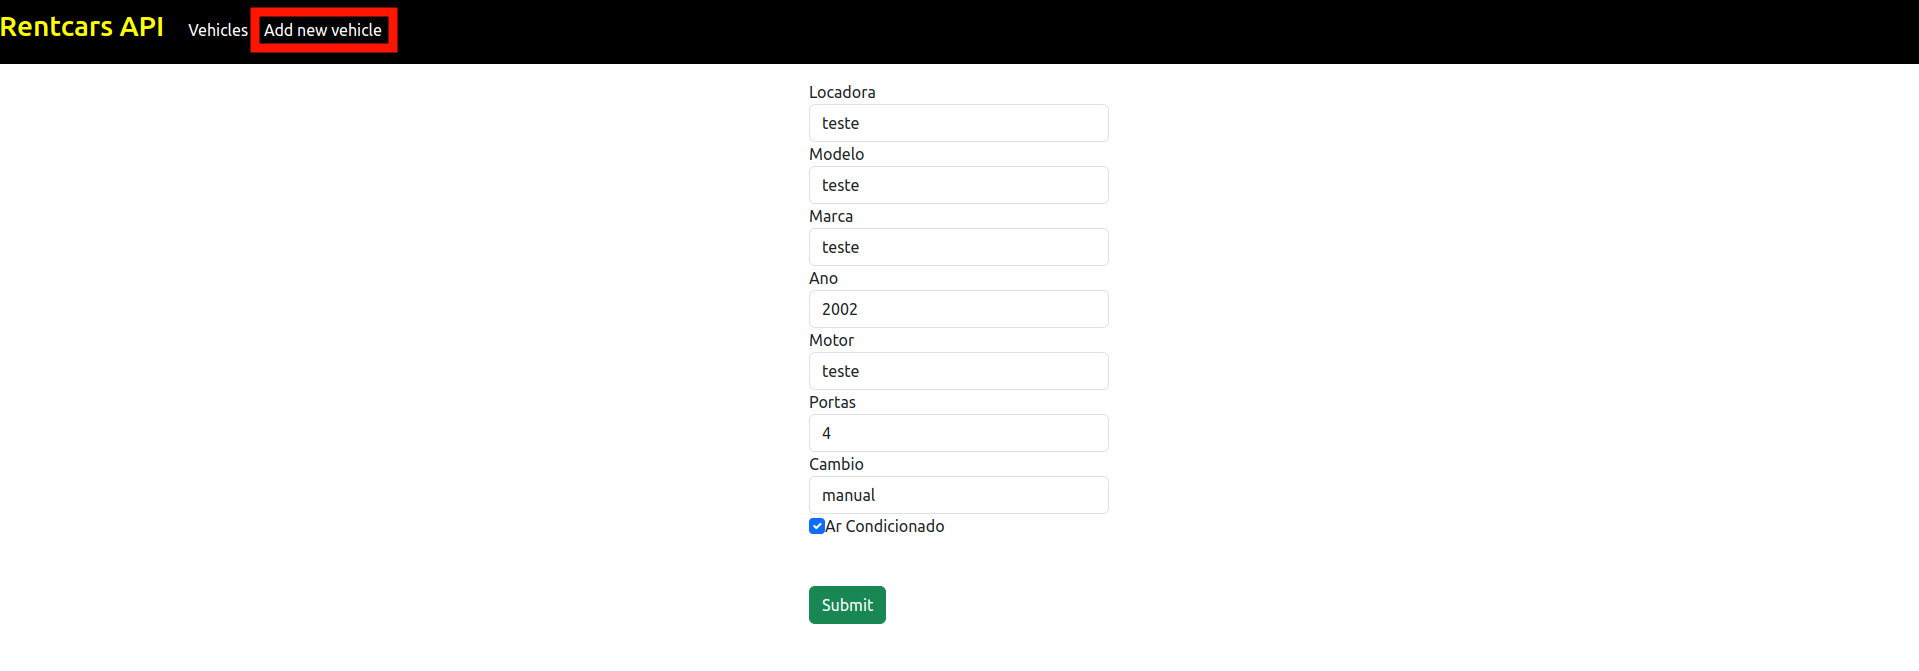 Rentcars API Vehicles Add new vehicle
Locadora
teste
Modelo
teste
Marca
teste
Ano
2002
Motor
teste
Portas
4
Cambio
manual
Ar Condicionado
Submit